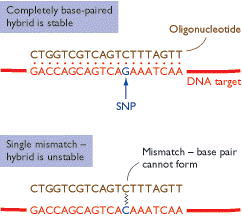 Completely base-paired
hybrid is stable
Oligonucleotide
CTGGTCGTCAGTCTTTAGTT
GACCAGCAGTCAGAAATCAA
DNA target
SNP
Single mismatch –
hybrid is unstable
Mismatch – base pair
cannot form
CTGGTCGTCAGTCTTTAGTT
GACCAGCAGTCACAAATCAA